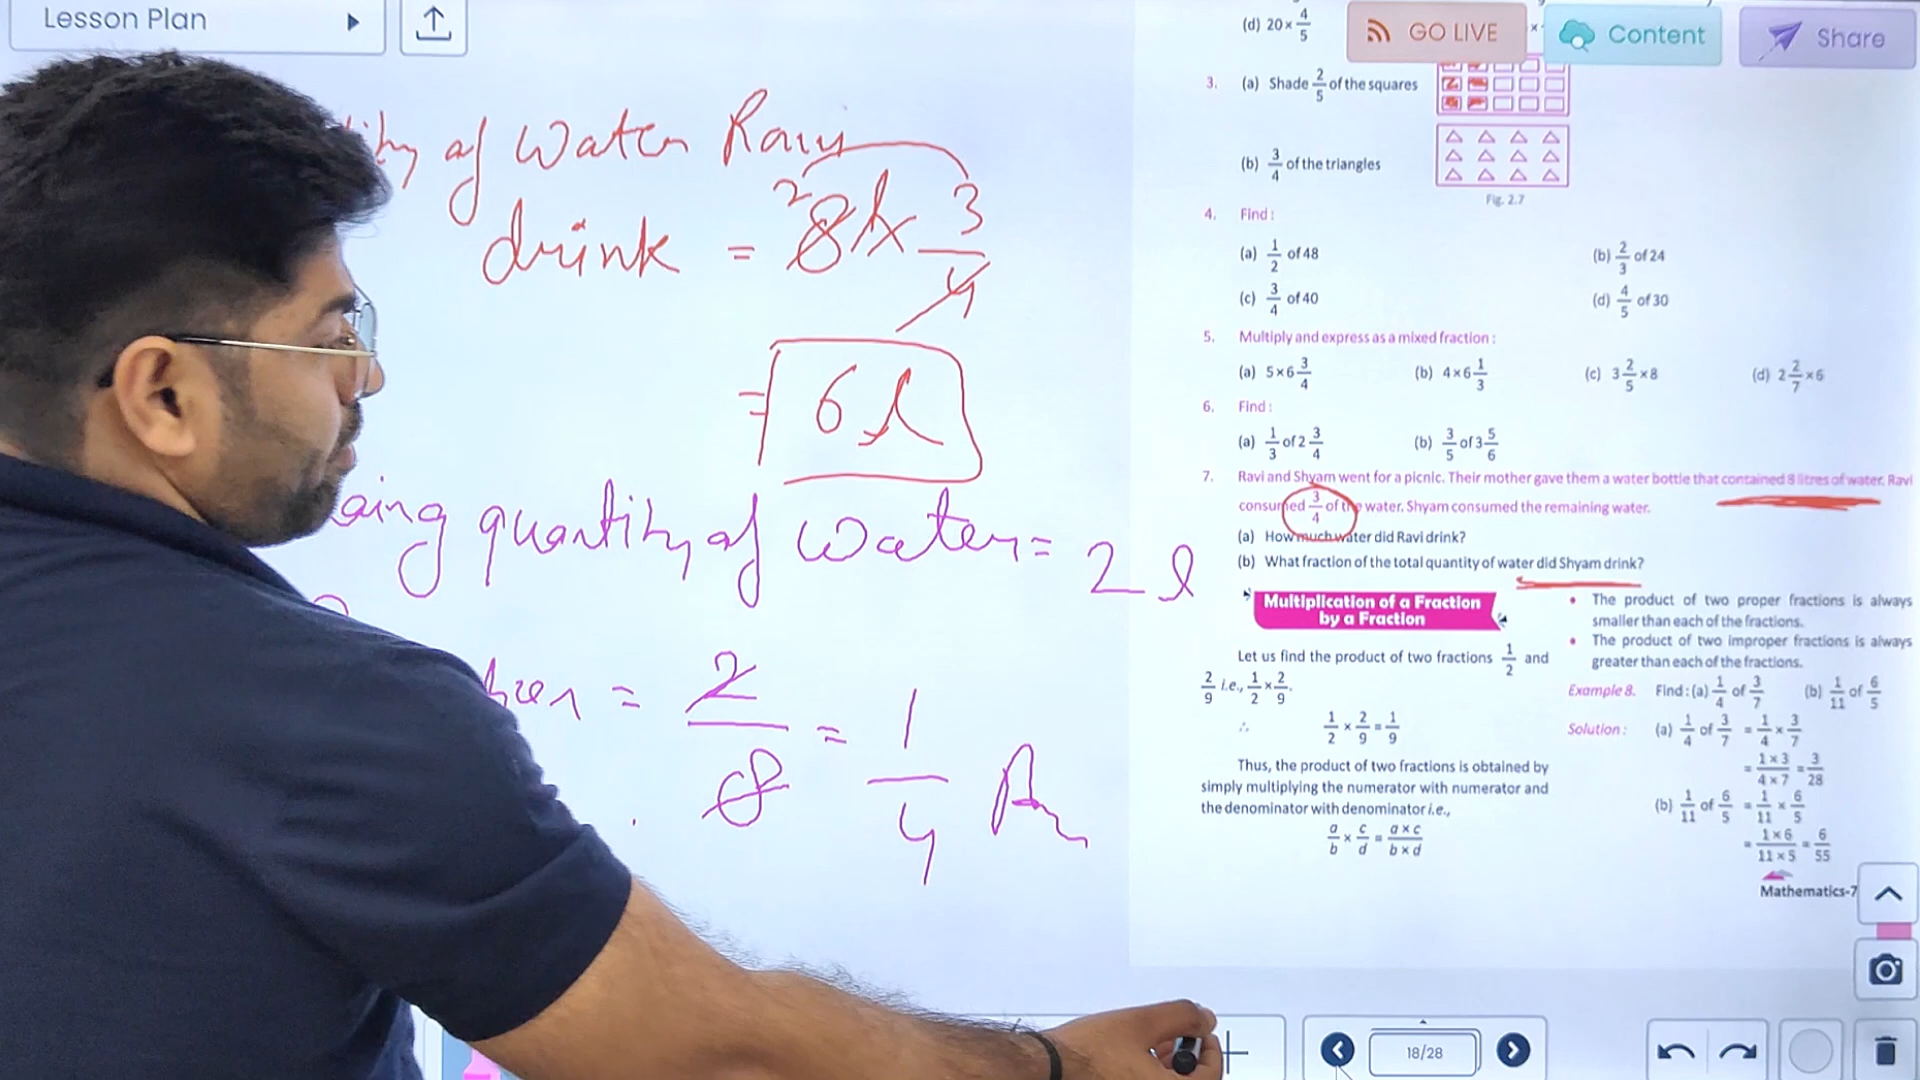 Lesson Plan
GO LIVE
Content
Share
of water Ravi
drink = 8l × 3/4
2
= 6 l
aing quantity of water = 2 l
= 2/8 = 1/4
(d) 20× 4/5
3. (a) Shade 2/5 of the squares
(b) 3/4 of the triangles
Fig. 2.7
4. Find :
(a) 1/2 of 48 (b) 2/3 of 24
(c) 3/4 of 40 (d) 4/5 of 30
5. Multiply and express as a mixed fraction :
(a) 5×6 3/4 (b) 4×6 1/3 (c) 3 2/5 ×8 (d) 2 2/7 ×6
6. Find :
(a) 1/3 of 2 3/4 (b) 3/5 of 3 5/6
7. Ravi and Shyam went for a picnic. Their mother gave them a water bottle that contained 8 litres of water. Ravi
consumed 3/4 of the water. Shyam consumed the remaining water.
(a) How much water did Ravi drink?
(b) What fraction of the total quantity of water did Shyam drink?
Multiplication of a Fraction
by a Fraction
Let us find the product of two fractions 1/2 and
2/9 i.e., 1/2 × 2/9.
∴ 1/2 × 2/9 = 1/9
Thus, the product of two fractions is obtained by
simply multiplying the numerator with numerator and
the denominator with denominator i.e.,
a/b × c/d = a×c/b×d
• The product of two proper fractions is always
smaller than each of the fractions.
• The product of two improper fractions is always
greater than each of the fractions.
Example 8. Find : (a) 1/4 of 3/7 (b) 1/11 of 6/5
Solution : (a) 1/4 of 3/7 = 1/4 × 3/7
= 1×3/4×7 = 3/28
(b) 1/11 of 6/5 = 1/11 × 6/5
= 1×6/11×5 = 6/55
Mathematics-7
18/28